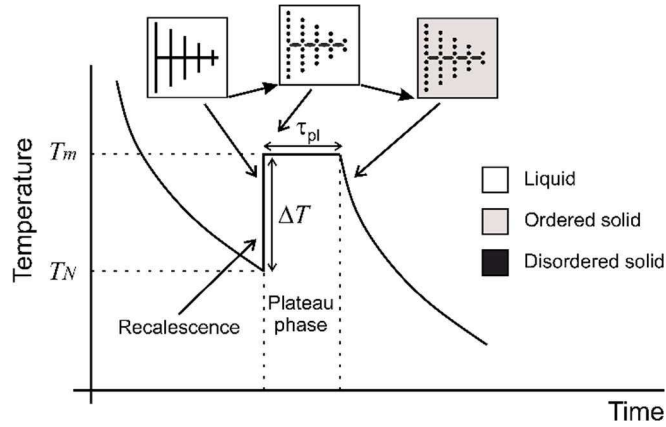 τpl
Tm
ΔT
TN
Temperature
Recalescence
Plateau
phase
Time
Liquid
Ordered solid
Disordered solid